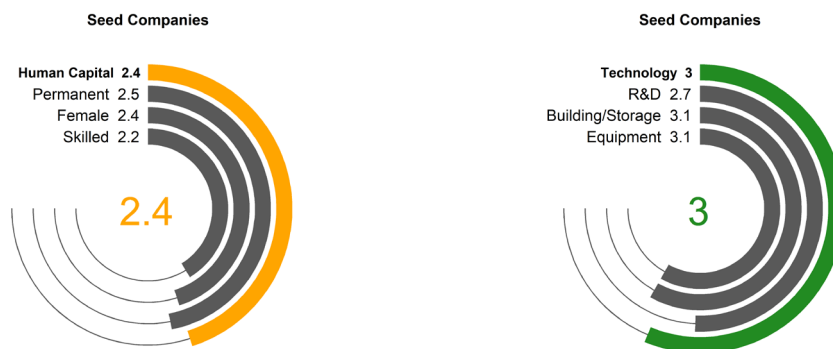 Seed Companies
Human Capital 2.4
Permanent 2.5
Female 2.4
Skilled 2.2
2.4
Seed Companies
Technology 3
R&D 2.7
Building/Storage 3.1
Equipment 3.1
3